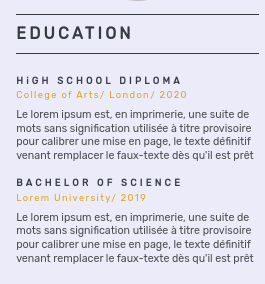 EDUCATION
HiGH SCHOOL DIPLOMA
College of Arts/ London/ 2020
Le lorem ipsum est, en imprimerie, une suite de
mots sans signification utilisée à titre provisoire
pour calibrer une mise en page, le texte définitif
venant remplacer le faux-texte dès qu'il est prêt
BACHELOR OF SCIENCE
Lorem University/ 2019
Le lorem ipsum est, en imprimerie, une suite de
mots sans signification utilisée à titre provisoire
pour calibrer une mise en page, le texte définitif
venant remplacer le faux-texte dès qu'il est prêt